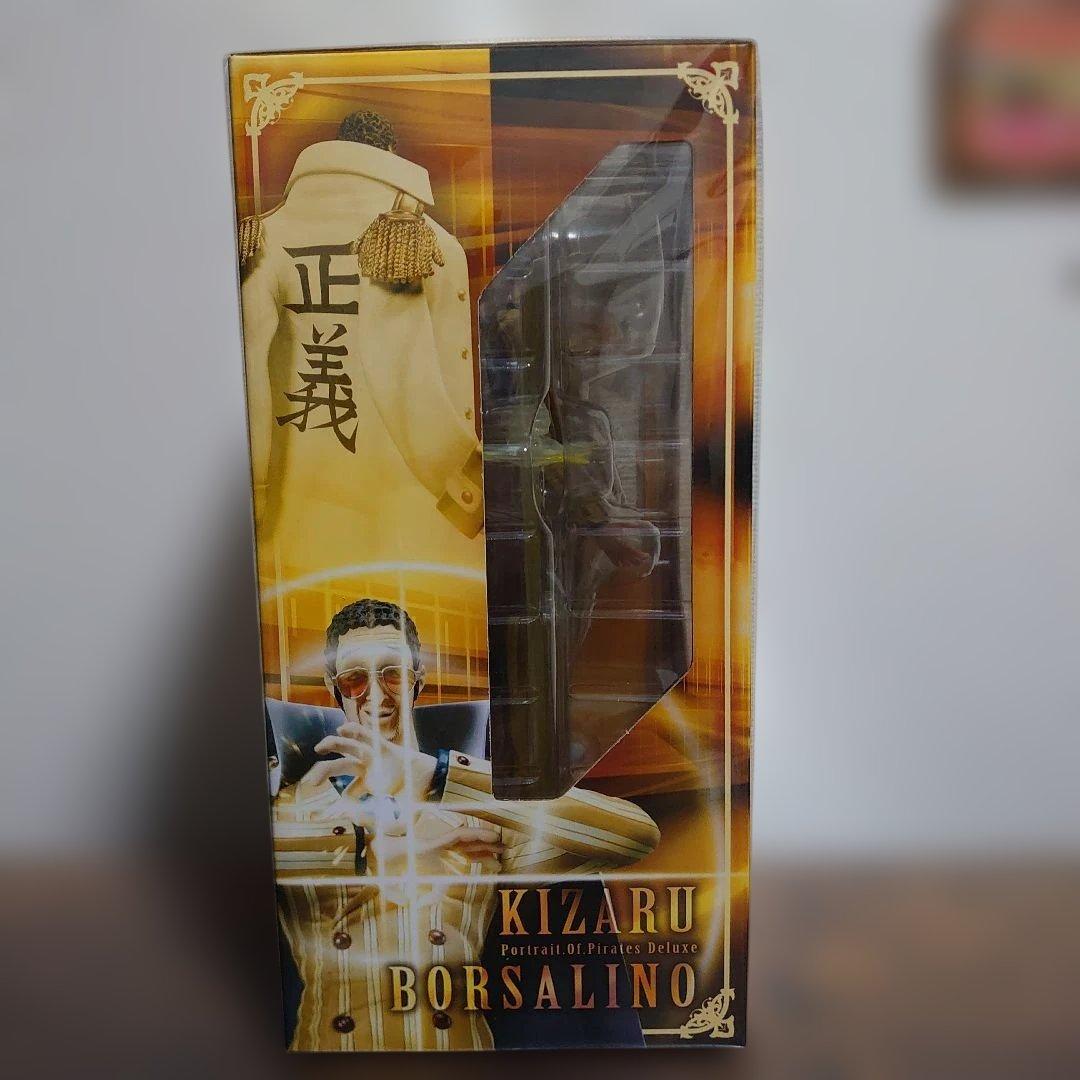 正義
KIZARU
Portrait.Of.Pirates Deluxe
BORSALINO